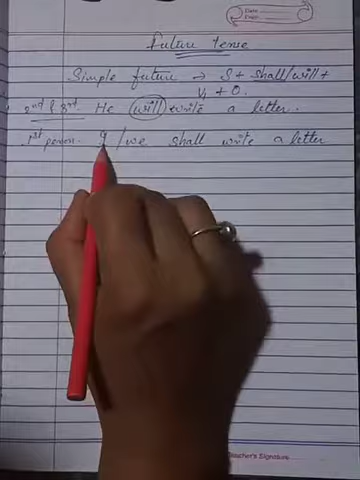 Date
Future tense
Simple future → S + shall/will +
V1 + O.
2nd & 3rd He will write a letter.
1st person. I/we shall write a letter
Teacher's Signature